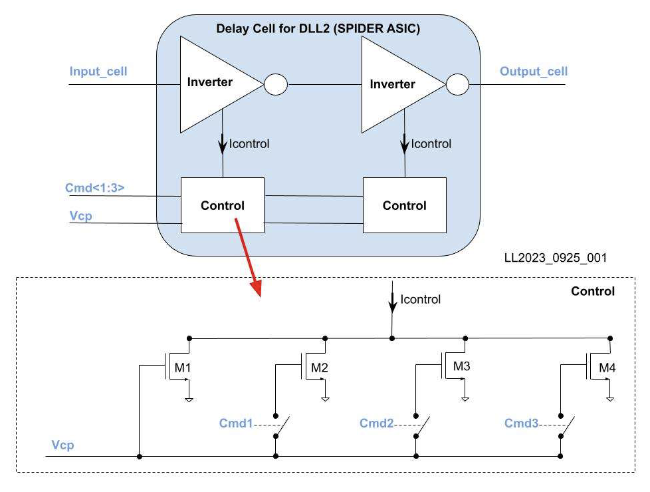 Delay Cell for DLL2 (SPIDER ASIC)
Input_cell
Inverter
Inverter
Output_cell
Icontrol
Icontrol
Cmd<1:3>
Control
Control
Vcp
LL2023_0925_001
Icontrol
Control
M1
M2
M3
M4
Cmd1
Cmd2
Cmd3
Vcp